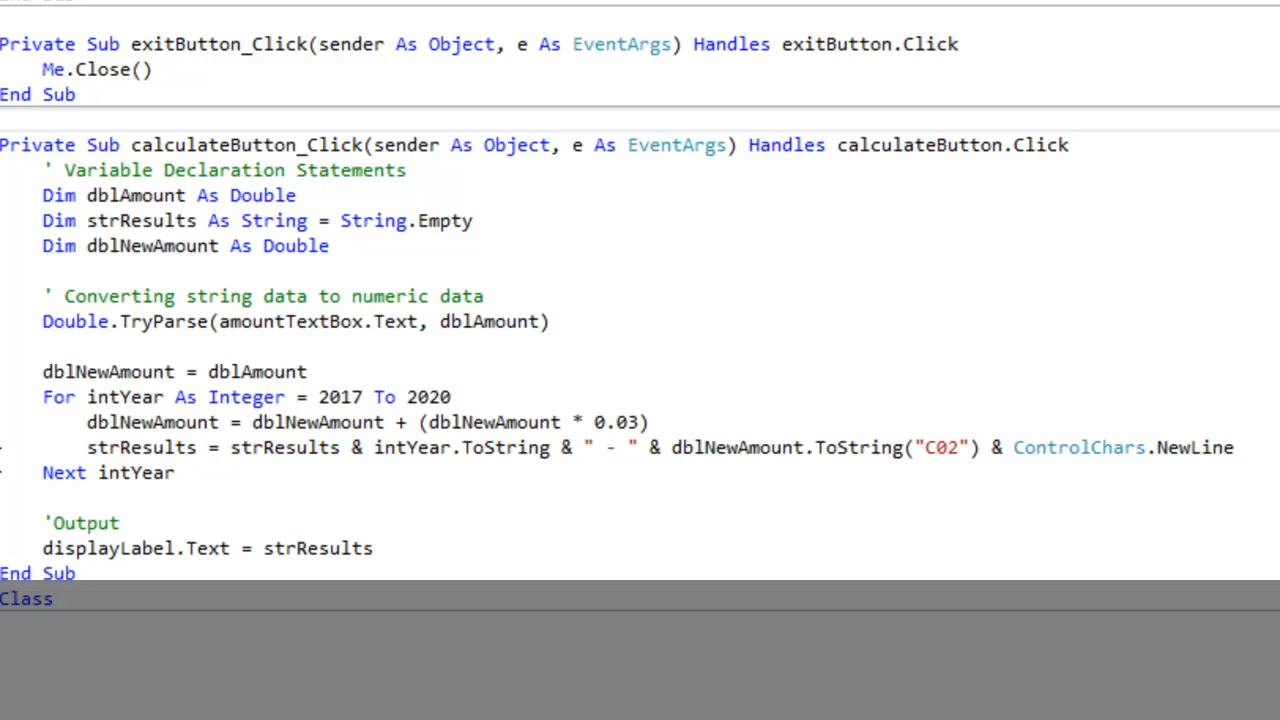 Private Sub exitButton_Click(sender As Object, e As EventArgs) Handles exitButton.Click
    Me.Close()
End Sub
Private Sub calculateButton_Click(sender As Object, e As EventArgs) Handles calculateButton.Click
    ' Variable Declaration Statements
    Dim dblAmount As Double
    Dim strResults As String = String.Empty
    Dim dblNewAmount As Double
    ' Converting string data to numeric data
    Double.TryParse(amountTextBox.Text, dblAmount)
    dblNewAmount = dblAmount
    For intYear As Integer = 2017 To 2020
        dblNewAmount = dblNewAmount + (dblNewAmount * 0.03)
        strResults = strResults & intYear.ToString & " - " & dblNewAmount.ToString("C02") & ControlChars.NewLine
    Next intYear
    'Output
    displayLabel.Text = strResults
End Sub
Class